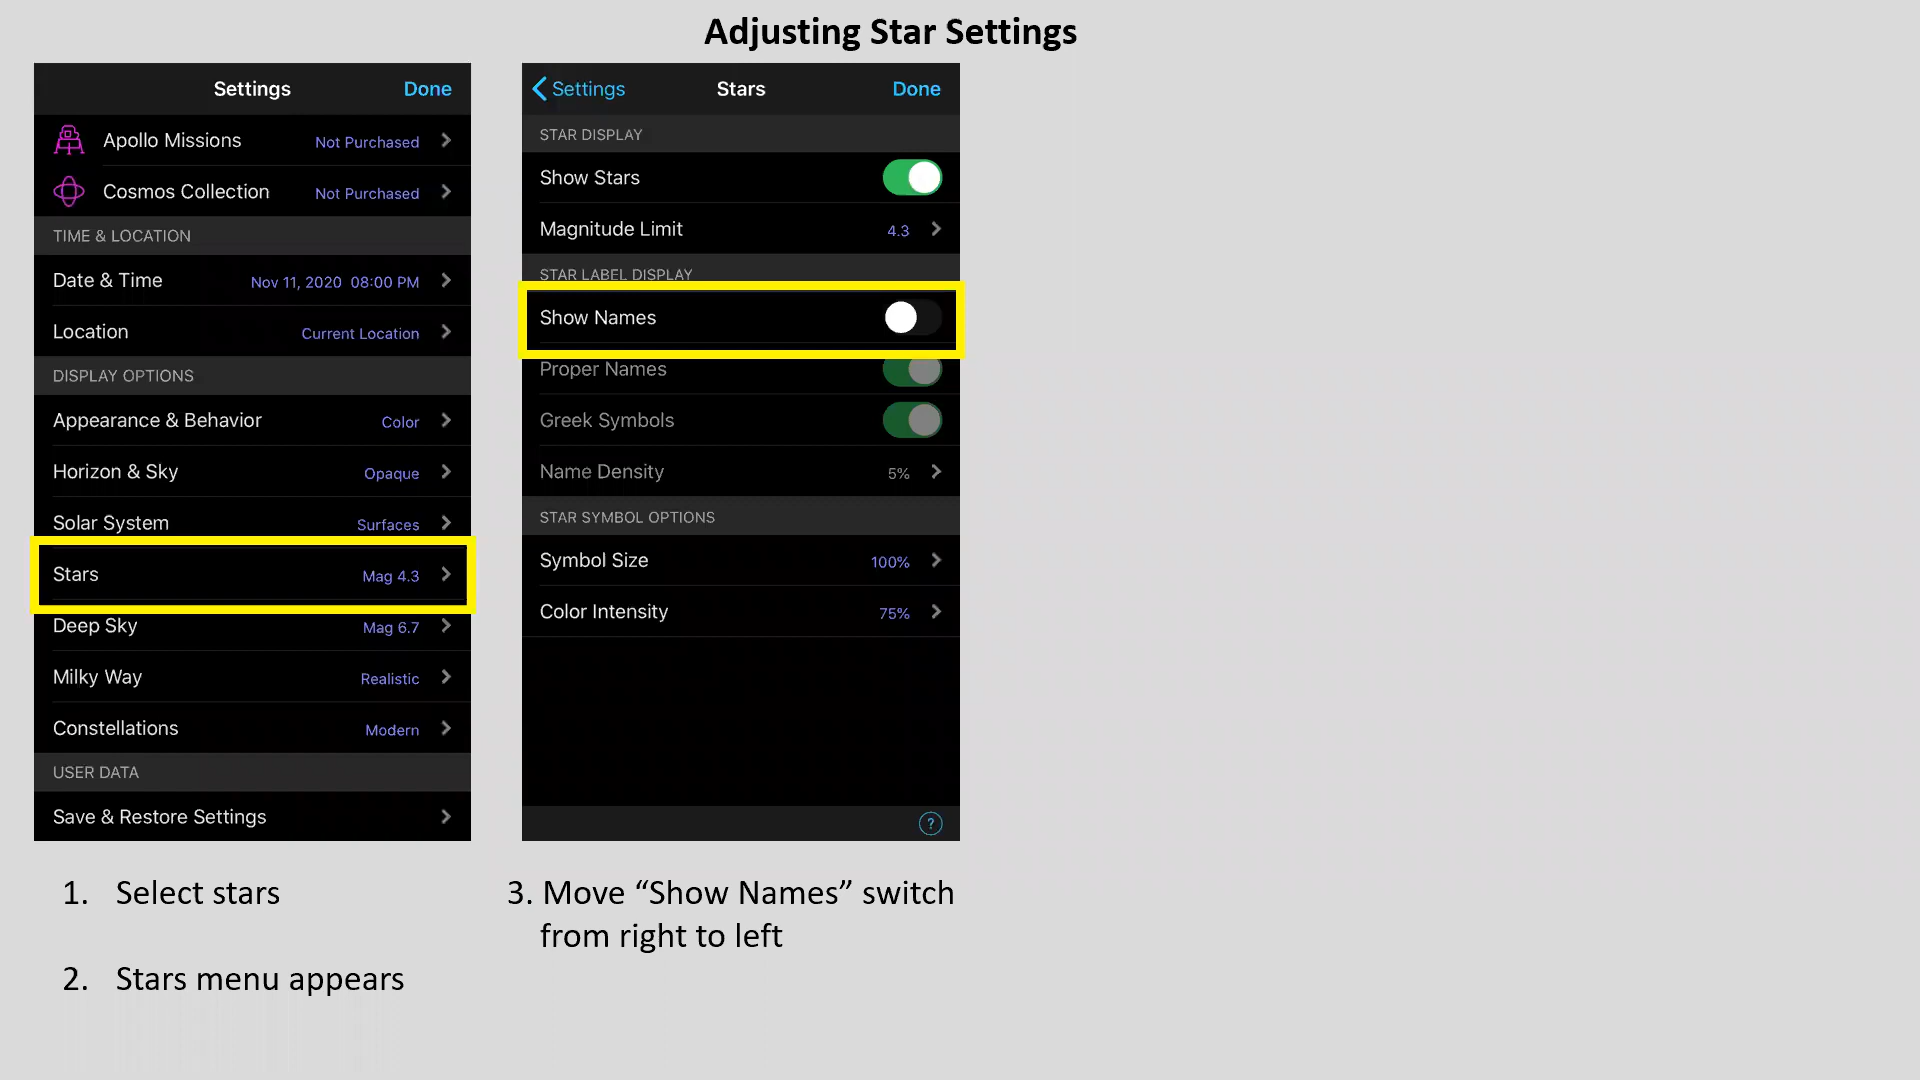 Adjusting Star Settings
Settings Done
Apollo Missions Not Purchased
Cosmos Collection Not Purchased
TIME & LOCATION
Date & Time Nov 11, 2020 08:00 PM
Location Current Location
DISPLAY OPTIONS
Appearance & Behavior Color
Horizon & Sky Opaque
Solar System Surfaces
Stars Mag 4.3
Deep Sky Mag 6.7
Milky Way Realistic
Constellations Modern
USER DATA
Save & Restore Settings
1. Select stars
2. Stars menu appears
Settings Stars Done
STAR DISPLAY
Show Stars
Magnitude Limit 4.3
STAR LABEL DISPLAY
Show Names
Proper Names
Greek Symbols
Name Density 5%
STAR SYMBOL OPTIONS
Symbol Size 100%
Color Intensity 75%
?
3. Move “Show Names” switch
from right to left